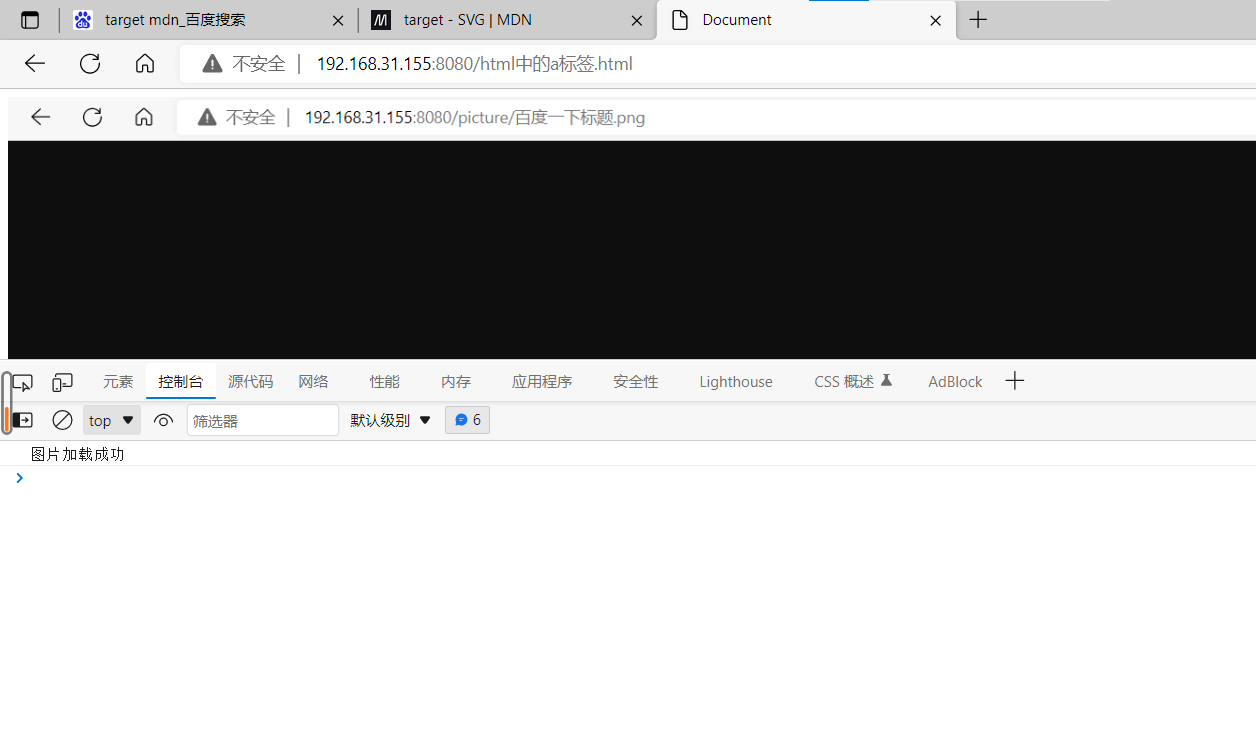 target mdn_百度搜索 target - SVG | MDN Document
不安全 192.168.31.155:8080/html中的a标签.html
不安全 192.168.31.155:8080/picture/百度一下标题.png
元素 控制台 源代码 网络 性能 内存 应用程序 安全性 Lighthouse CSS 概述 AdBlock
top 筛选器 默认级别 6
图片加载成功